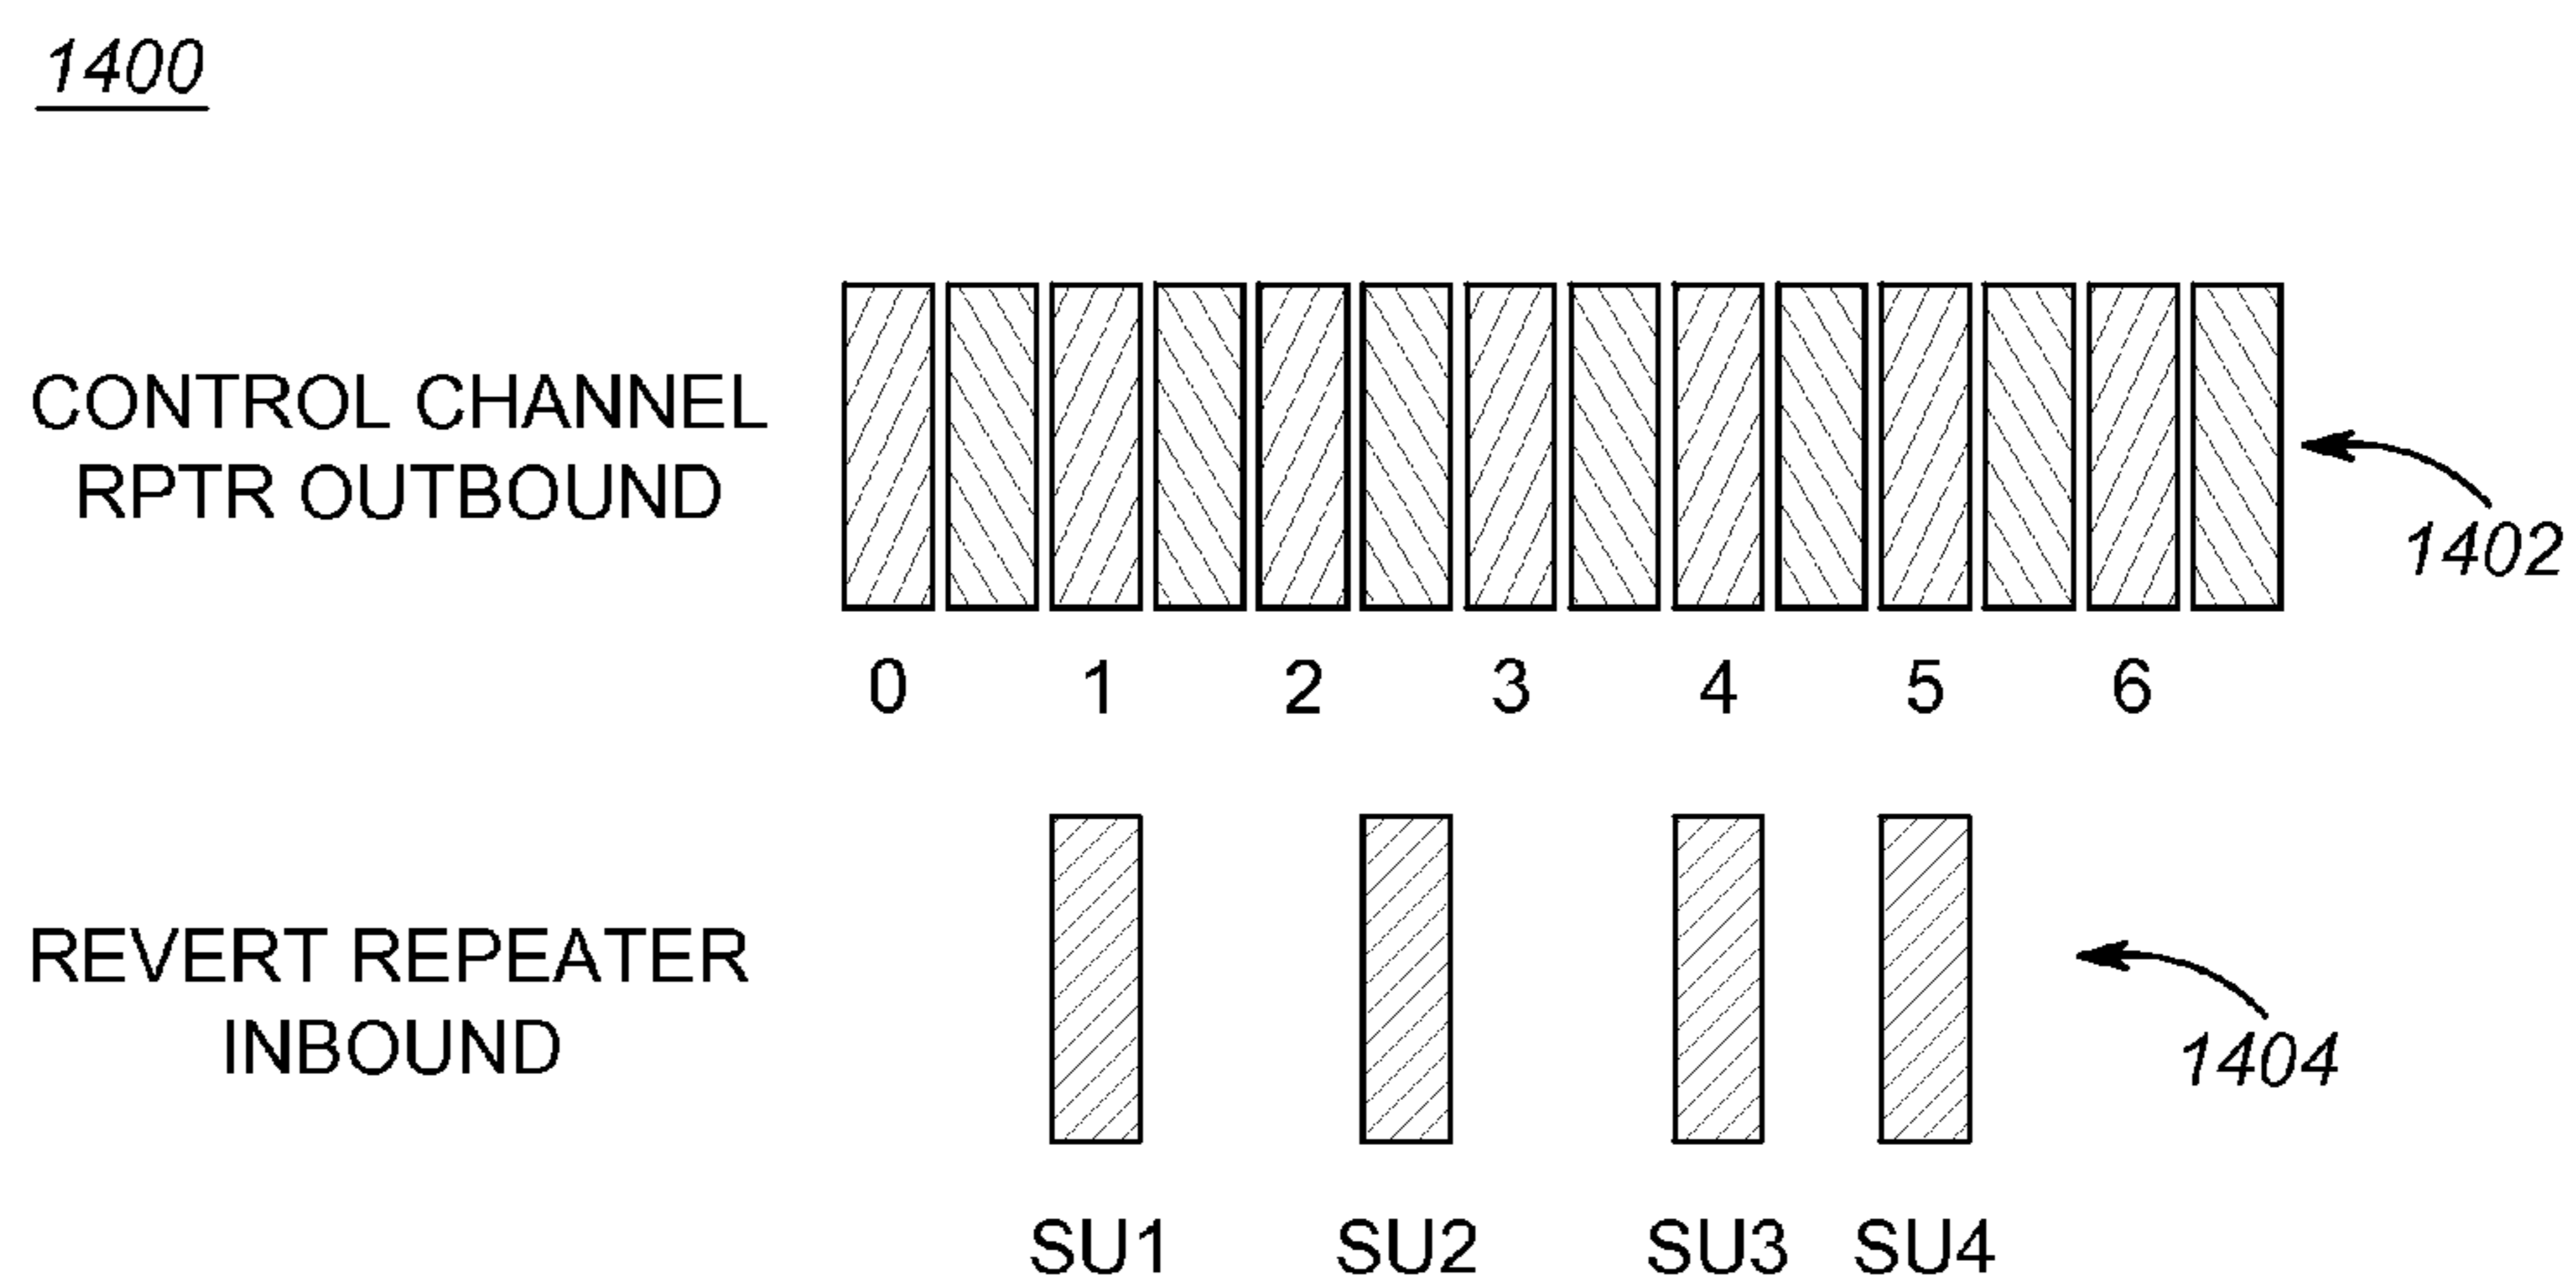 1400
CONTROL CHANNEL
RPTR OUTBOUND
1402
0 1 2 3 4 5 6
REVERT REPEATER
INBOUND
1404
SU1 SU2 SU3 SU4